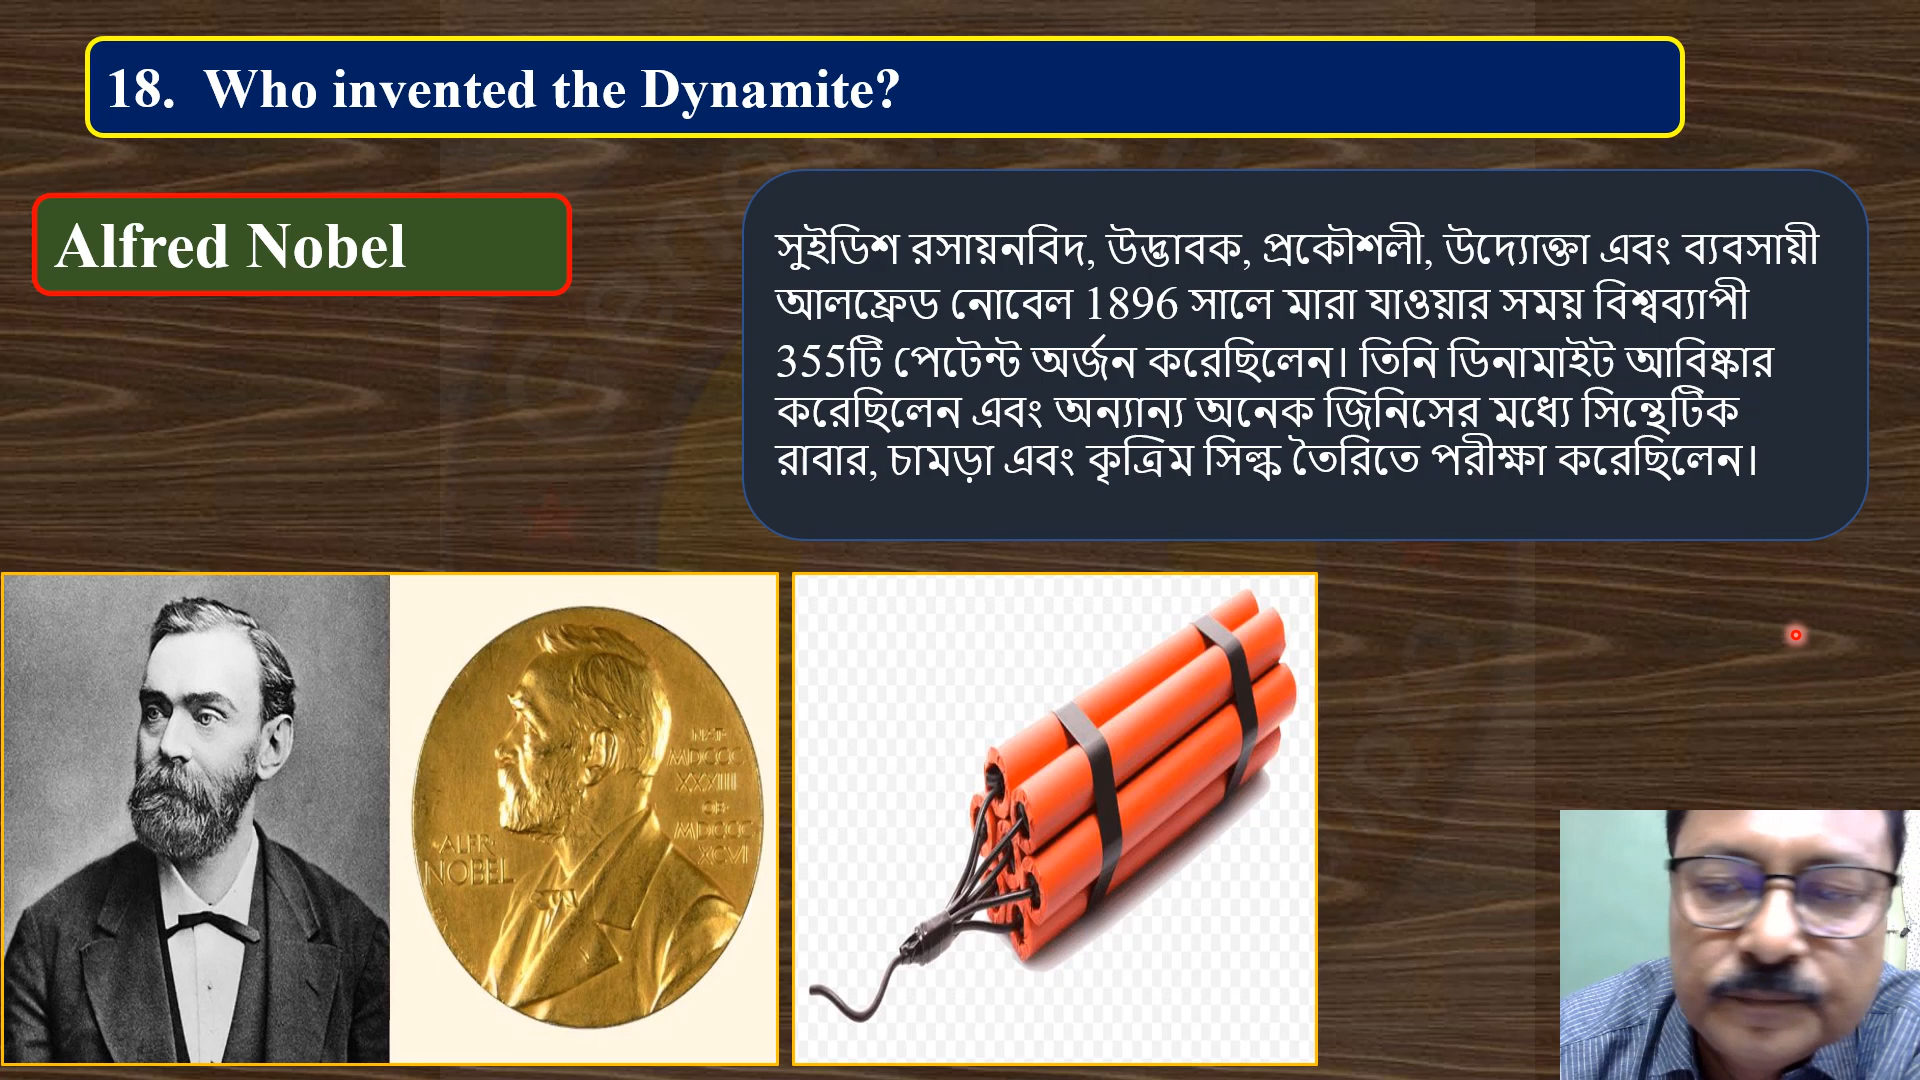 18. Who invented the Dynamite?
Alfred Nobel
সুইডিশ রসায়নবিদ, উদ্ভাবক, প্রকৌশলী, উদ্যোক্তা এবং ব্যবসায়ী
আলফ্রেড নোবেল 1896 সালে মারা যাওয়ার সময় বিশ্বব্যাপী
355টি পেটেন্ট অর্জন করেছিলেন। তিনি ডিনামাইট আবিষ্কার
করেছিলেন এবং অন্যান্য অনেক জিনিসের মধ্যে সিন্থেটিক
রাবার, চামড়া এবং কৃত্রিম সিল্ক তৈরিতে পরীক্ষা করেছিলেন।
ALFR·
NOBEL
NAT·
MDCCC
XXXIII
OB·
MDCCC
XCVI